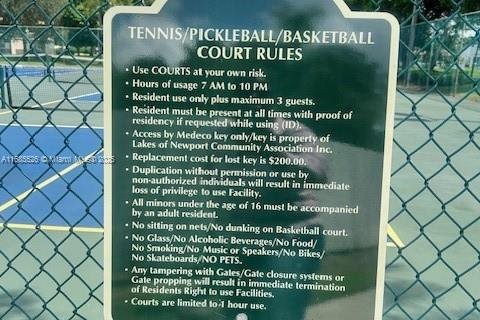 TENNIS/PICKLEBALL/BASKETBALL
COURT RULES
• Use COURTS at your own risk.
• Hours of usage 7 AM to 10 PM
• Resident use only plus maximum 3 guests.
• Resident must be present at all times with proof of
residency if requested while using (ID).
• Access by Medeco key only/key is property of
Lakes of Newport Community Association Inc.
• Replacement cost for lost key is $200.00.
• Duplication without permission or use by
non-authorized individuals will result in immediate
loss of privilege to use Facility.
• All minors under the age of 16 must be accompanied
by an adult resident.
• No sitting on nets/No dunking on Basketball court.
• No Glass/No Alcoholic Beverages/No Food/
No Smoking/No Music or Speakers/No Bikes/
No Skateboards/NO PETS.
• Any tampering with Gates/Gate closure systems or
Gate propping will result in immediate termination
of Residents Right to use Facilities.
• Courts are limited to 1 hour use.